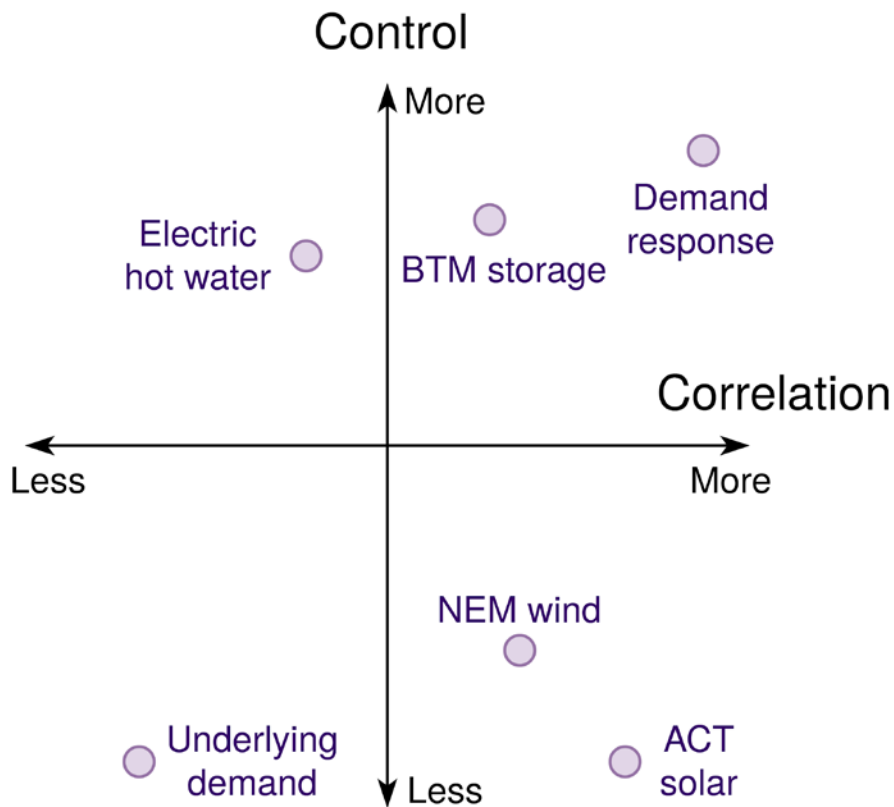 Control
More
Demand
response
Electric
hot water
BTM storage
Correlation
Less
More
NEM wind
Underlying
demand
ACT
solar
Less